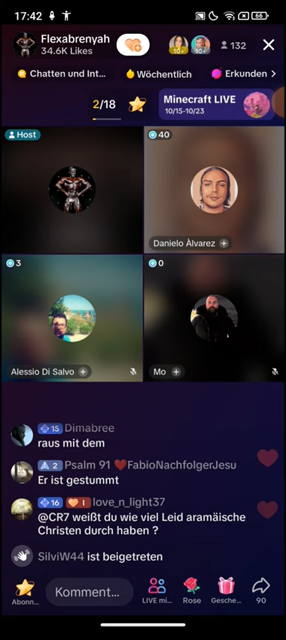 17:42
66
Flexabrenyah
34.6K Likes
132
Chatten und Int...
Wöchentlich
Erkunden
2/18
Minecraft LIVE
10/15-10/23
Host
40
Danielo Àlvarez +
3
Alessio Di Salvo +
0
Mo +
15 Dimabree
raus mit dem
2 Psalm 91 ❤️FabioNachfolgerJesu
Er ist gestummt
16 I love_n_light37
@CR7 weißt du wie viel Leid aramäische
Christen durch haben ?
SilviW44 ist beigetreten
Abonn...
Komment...
LIVE mi...
Rose
Gesche...
90